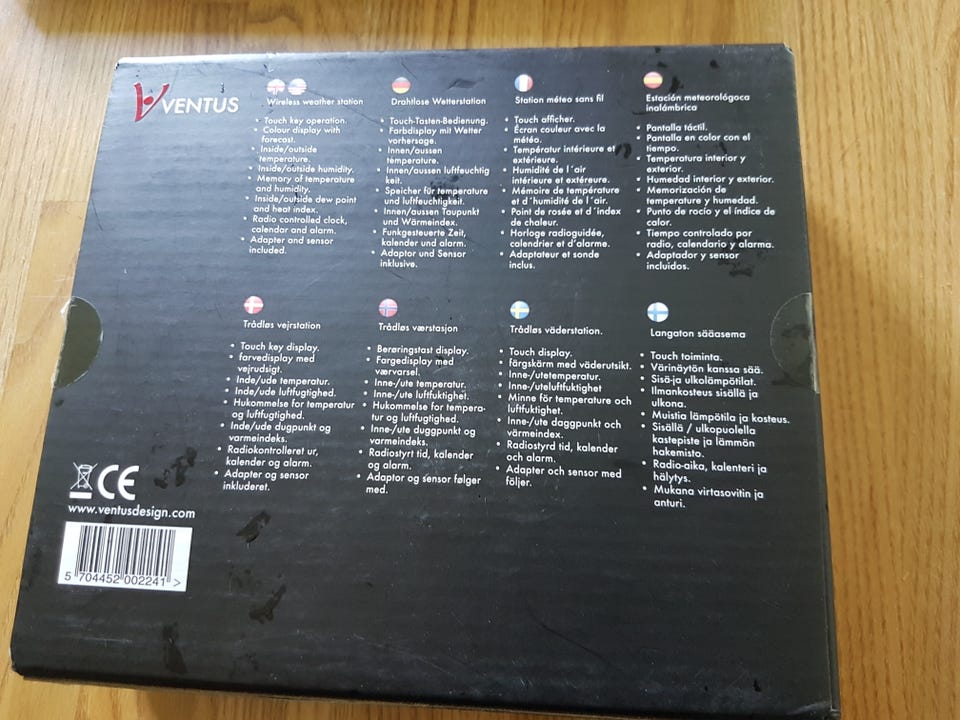 VENTUS
Wireless weather station
• Touch key operation.
• Colour display with
forecost.
• Inside/outside
temperature.
• Inside/outside humidity.
• Memory of temperature
and humidity.
• Inside/outside dew point
and heat index.
• Radio controlled clock,
calendar and alarm.
• Adapter and sensor
included.
Drahtlose Wetterstation
• Touch-Tasten-Bedienung.
• Farbdisplay mit Wetter
vorhersage.
• Innen/aussen
temperature.
• Innen/aussen luftfeuchtig
keit.
• Speicher für temperature
und luftfeuchtigkeit.
• Innen/aussen Taupunkt
und Wärmeindex.
• Funkgesteuerte Zeit,
kalender und alarm.
• Adaptor und Sensor
inklusive.
Station méteo sans fil
• Touch afficher.
• Écran couleur avec la
météo.
• Températur intérieure et
extérieure.
• Humidité de l´air
intérieure et extéreure.
• Mémoire de température
et d´humidité de l´air.
• Point de rosée et d´index
de chaleur.
• Horloge radioguidée,
calendrier et d´alarme.
• Adaptateur et sonde
inclus.
Estación meteorológoca
inalámbrica
• Pantalla táctil.
• Pantalla en color con el
tiempo.
• Temperatura interior y
exterior.
• Humedad interior y exterior.
• Memorización de
temperature y humedad.
• Punto de rocío y el índice de
calor.
• Tiempo controlado por
radio, calendario y alarma.
• Adaptador y sensor
incluidos.
Trådløs vejrstation
• Touch key display.
• farvedisplay med
vejrudsigt.
• Inde/ude temperatur.
• Inde/ude luftfugtighed.
• Hukommelse for temperatur
og luftfugtighed.
• Inde/ude dugpunkt og
varmeindeks.
• Radiokontrolleret ur,
kalender og alarm.
• Adapter og sensor
inkluderet.
Trådløs værstasjon
• Berøringstast display.
• Fargedisplay med
værvarsel.
• Inne-/ute temperatur.
• Inne-/ute luftfukighet.
• Hukommelse for tempera-
tur og luftfugtighed.
• Inne-/ute duggpunkt og
varmeindeks.
• Radiostyrt tid, kalender
og alarm.
• Adaptor og sensor følger
med.
Trådløs väderstation.
• Touch display.
• färgskärm med väderutsikt.
• Inne-/utetemperatur.
• Inne-/uteluftfuktighet
• Minne för temperature och
luftfukighet.
• Inne-/ute daggpunkt och
värmeindex.
• Radiostyrd tid, kalender
och alarm.
• Adapter och sensor med
följer.
Langaton sääasema
• Touch toiminta.
• Värinäytön kanssa sää.
• Sisä-ja ulkolämpötilat.
• Ilmankosteus sisällä ja
ulkona.
• Muistia lämpötila ja kosteus.
• Sisällä / ulkopuolella
kastepiste ja lämmän
hakemisto.
• Radio-aika, kalenteri ja
hälytys.
• Mukana virtasovitin ja
anturi.
CE
www.ventusdesign.com
5 704452 002241 >